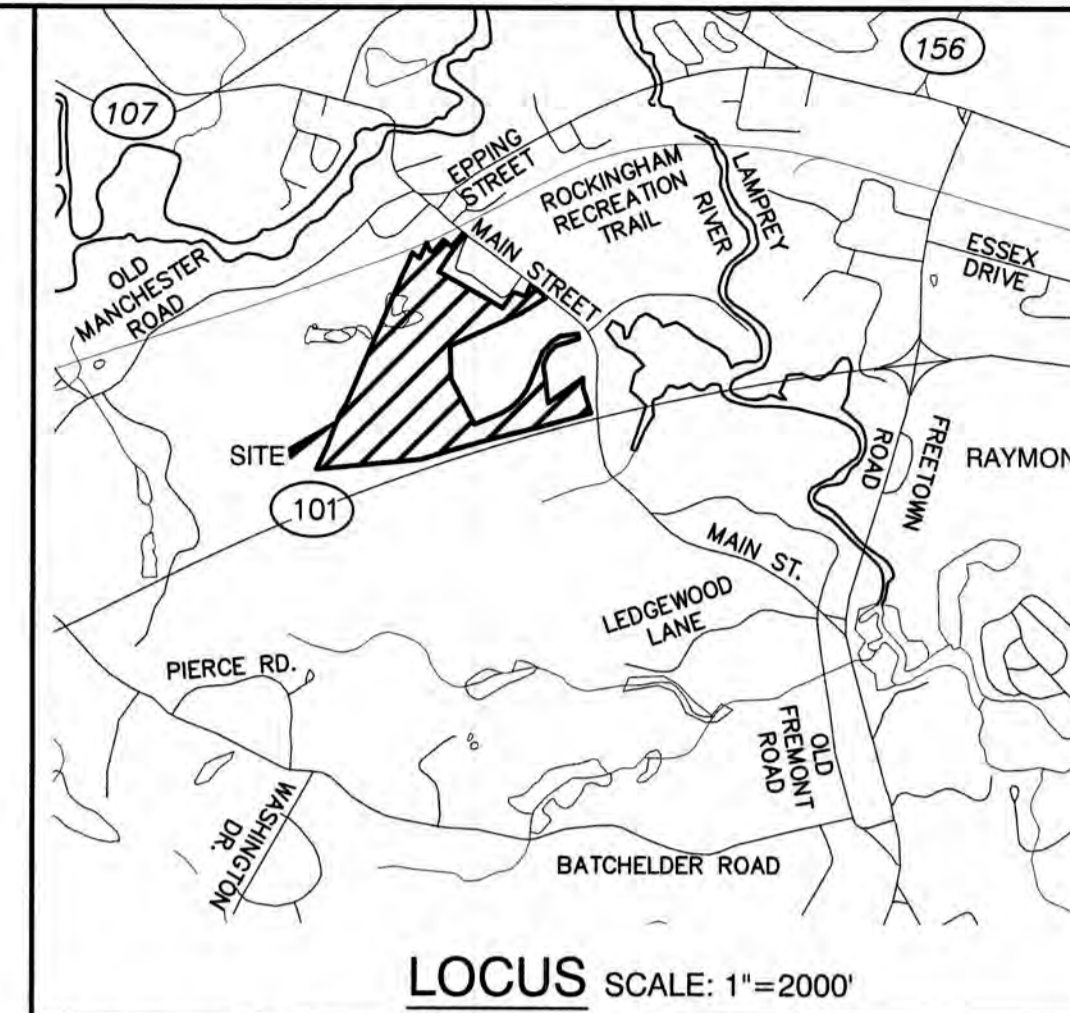 156
107
EPPING
STREET
ROCKINGHAM
RECREATION
TRAIL
LAMPREY
RIVER
MAIN STREET
ESSEX
DRIVE
OLD
MANCHESTER
ROAD
SITE
101
FREETOWN
ROAD
RAYMON
MAIN ST.
LEDGEWOOD
LANE
PIERCE RD.
OLD
FREMONT
ROAD
WASHINGTON
DR.
BATCHELDER ROAD
LOCUS SCALE: 1"=2000'